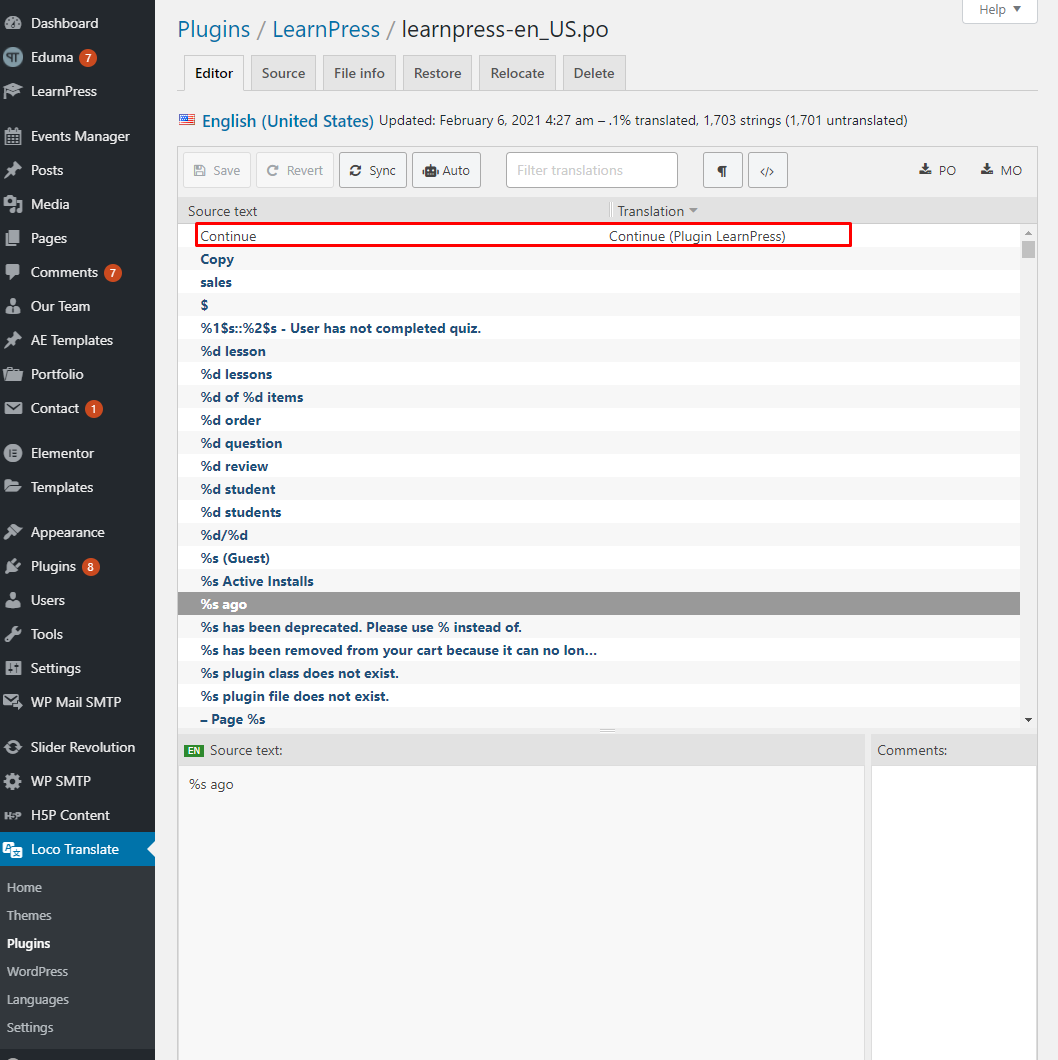 Dashboard
Eduma 7
LearnPress
Events Manager
Posts
Media
Pages
Comments 7
Our Team
AE Templates
Portfolio
Contact 1
Elementor
Templates
Appearance
Plugins 8
Users
Tools
Settings
WP Mail SMTP
Slider Revolution
WP SMTP
H5P H5P Content
Loco Translate
Home
Themes
Plugins
WordPress
Languages
Settings
Help
Plugins / LearnPress / learnpress-en_US.po
Editor Source File info Restore Relocate Delete
English (United States) Updated: February 6, 2021 4:27 am – .1% translated, 1,703 strings (1,701 untranslated)
Save Revert Sync Auto Filter translations ¶ </> PO MO
Source text Translation
Continue Continue (Plugin LearnPress)
Copy
sales
$
%1$s::%2$s - User has not completed quiz.
%d lesson
%d lessons
%d of %d items
%d order
%d question
%d review
%d student
%d students
%d/%d
%s (Guest)
%s Active Installs
%s ago
%s has been deprecated. Please use % instead of.
%s has been removed from your cart because it can no lon...
%s plugin class does not exist.
%s plugin file does not exist.
– Page %s
EN Source text: Comments:
%s ago